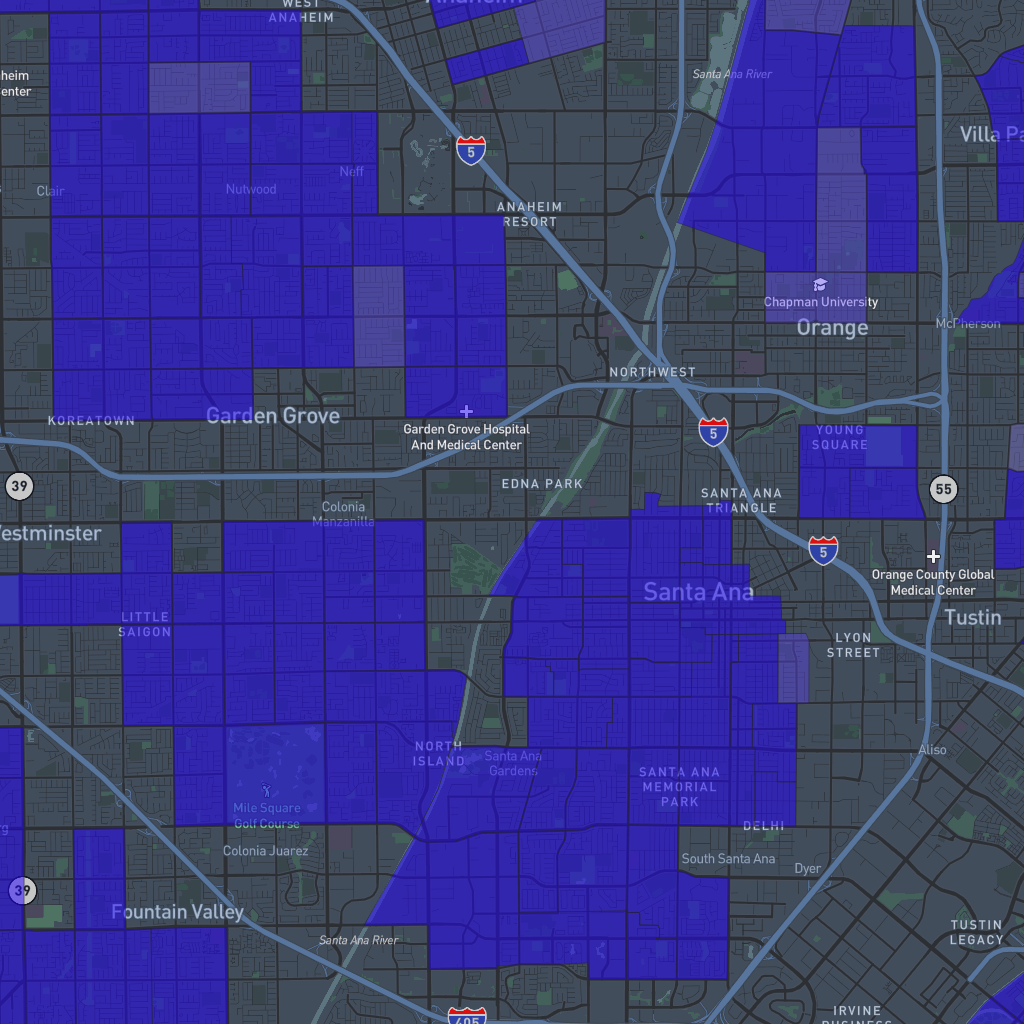 WEST
ANAHEIM
Anaheim
Santa Ana River
heim
enter
Villa Pa
Clair
Nutwood
Neff
5
ANAHEIM
RESORT
Chapman University
Orange
McPherson
NORTHWEST
KOREATOWN
Garden Grove
Garden Grove Hospital
And Medical Center
5
YOUNG
SQUARE
39
EDNA PARK
SANTA ANA
TRIANGLE
55
Colonia
Manzanilla
estminster
5
Orange County Global
Medical Center
Santa Ana
LITTLE
SAIGON
Tustin
LYON
STREET
NORTH
ISLAND
Santa Ana
Gardens
Aliso
SANTA ANA
MEMORIAL
PARK
Mile Square
Golf Course
rg
DELHI
Colonia Juarez
South Santa Ana
Dyer
39
Fountain Valley
Santa Ana River
TUSTIN
LEGACY
405
IRVINE
BUSINESS